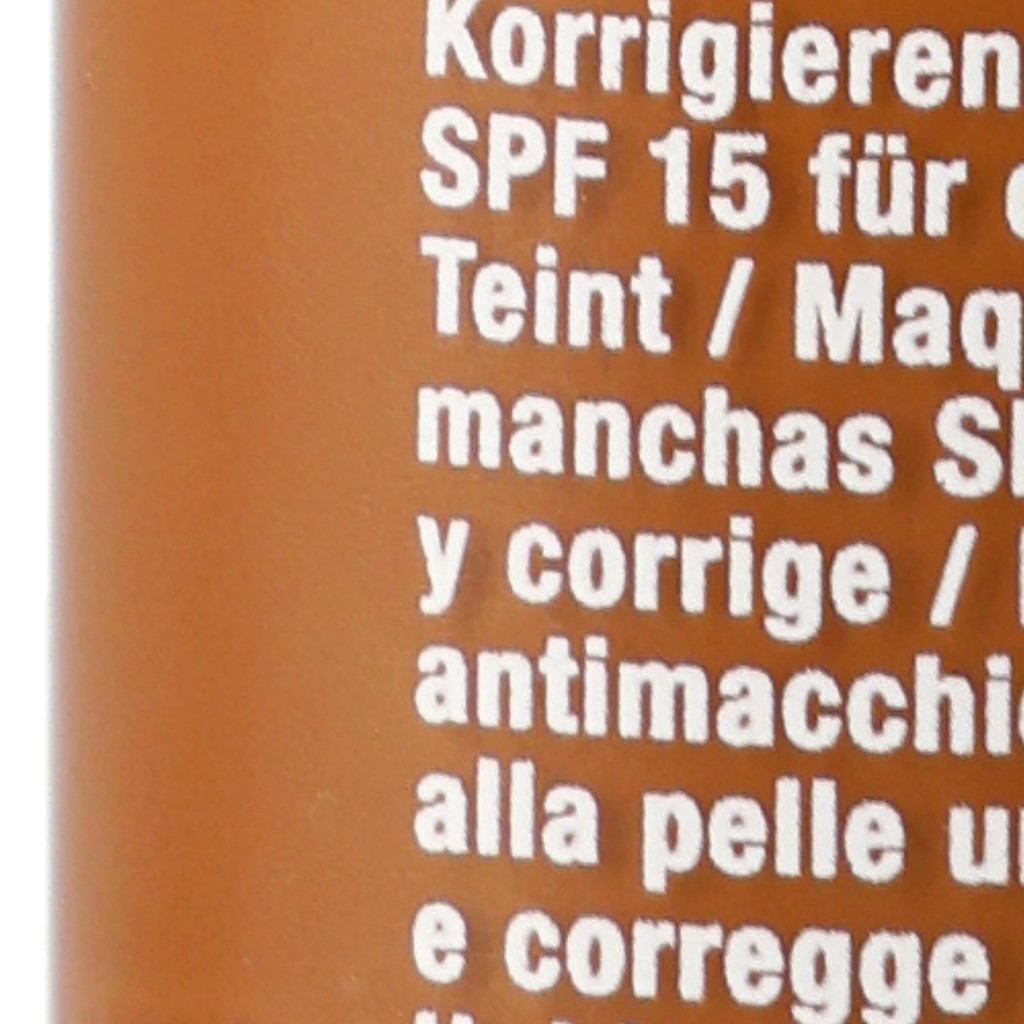 Korrigieren
SPF 15 für
Teint / Maq
manchas S
y corrige /
antimacchi
alla pelle u
e corregge